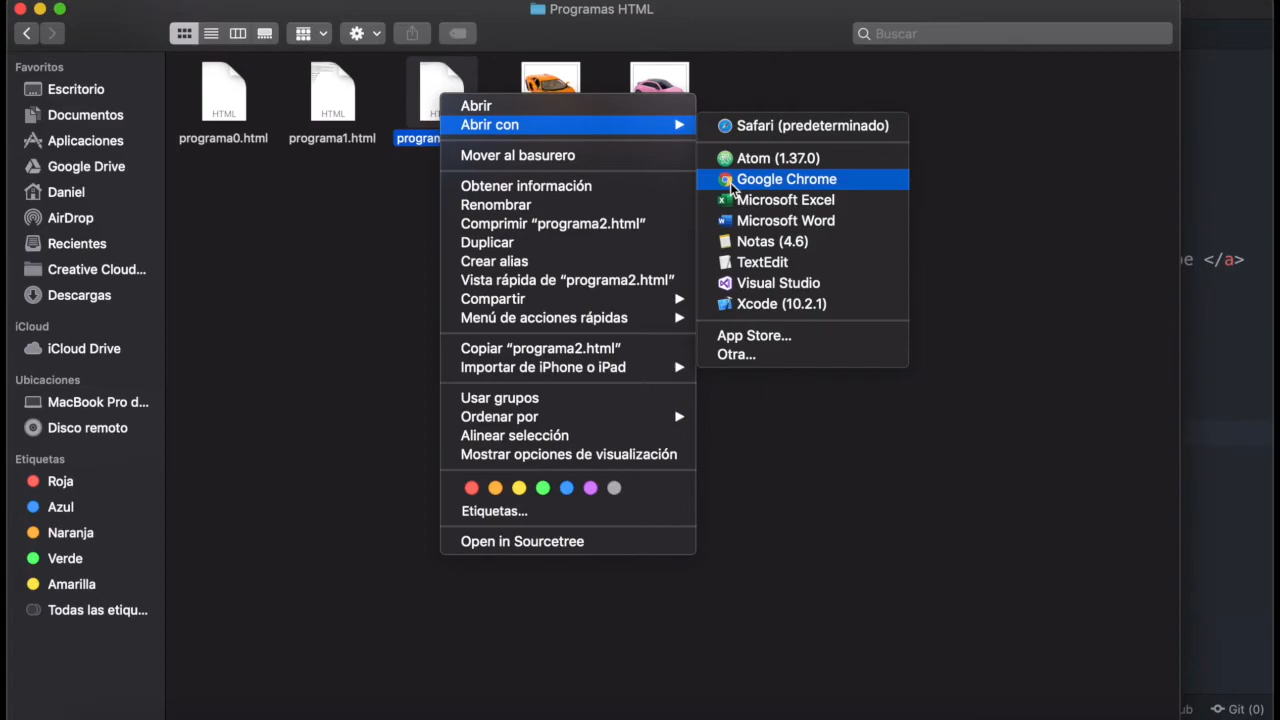 Programas HTML
Buscar
Favoritos
Escritorio
Documentos
Aplicaciones
Google Drive
Daniel
AirDrop
Recientes
Creative Cloud...
Descargas
iCloud
iCloud Drive
Ubicaciones
MacBook Pro d...
Disco remoto
Etiquetas
Roja
Azul
Naranja
Verde
Amarilla
Todas las etiqu...
HTML
programa0.html
HTML
programa1.html
Abrir
Abrir con
Mover al basurero
Obtener información
Renombrar
Comprimir “programa2.html”
Duplicar
Crear alias
Vista rápida de “programa2.html”
Compartir
Menú de acciones rápidas
Copiar “programa2.html”
Importar de iPhone o iPad
Usar grupos
Ordenar por
Alinear selección
Mostrar opciones de visualización
Etiquetas...
Open in Sourcetree
Safari (predeterminado)
Atom (1.37.0)
Google Chrome
Microsoft Excel
Microsoft Word
Notas (4.6)
TextEdit
Visual Studio
Xcode (10.2.1)
App Store...
Otra...
</a>
Git (0)